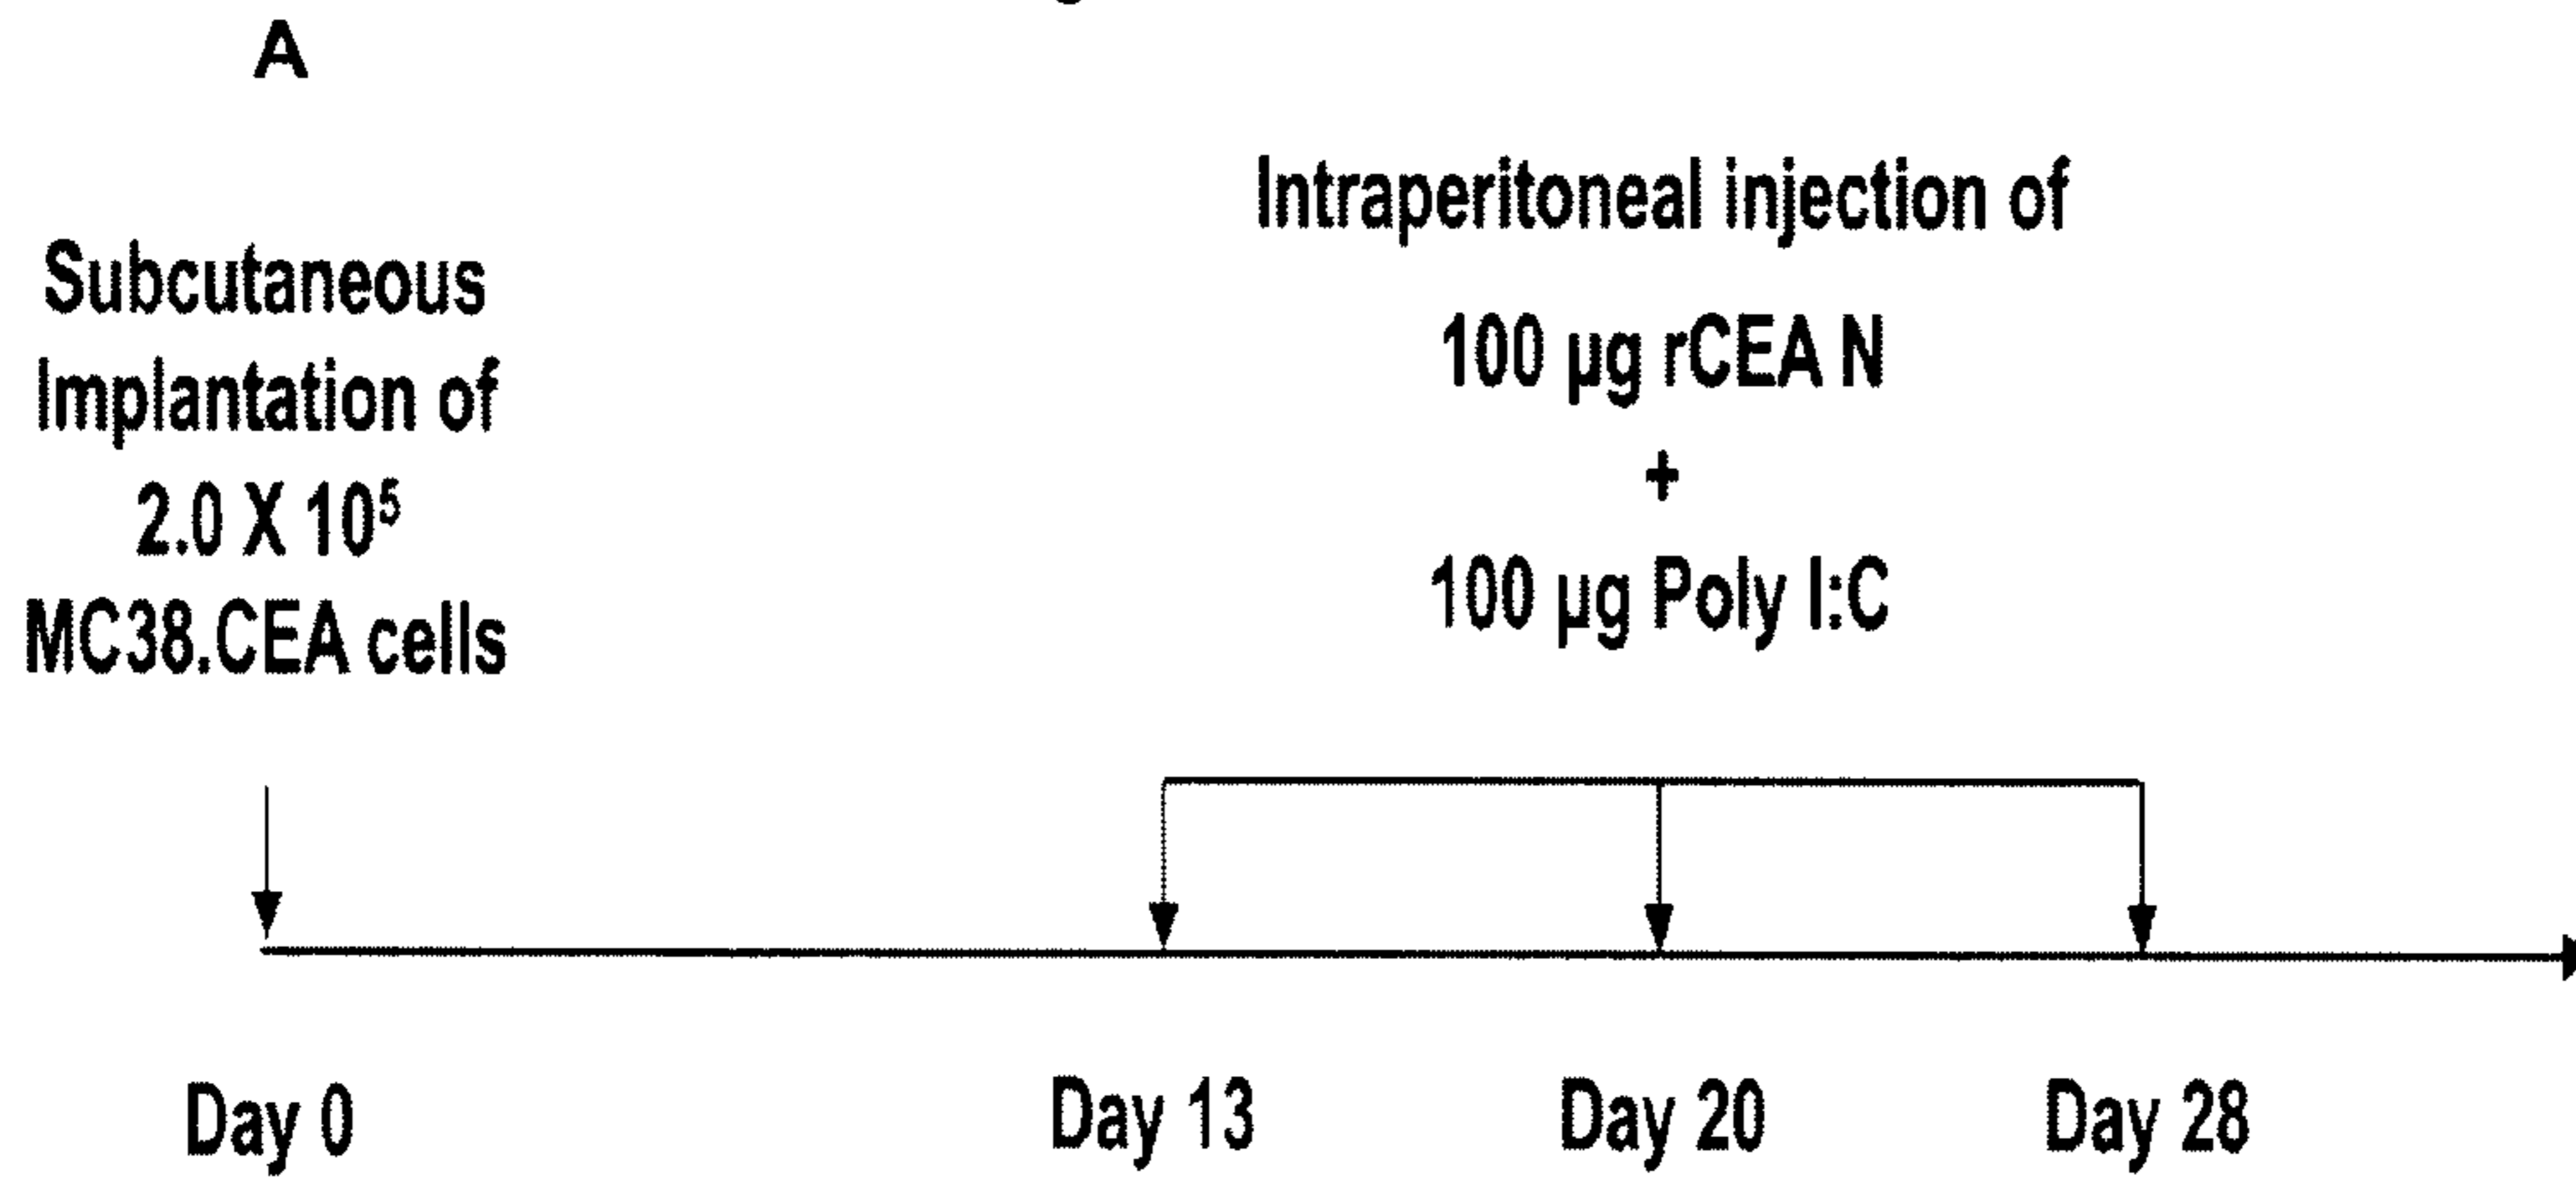 A
Subcutaneous
Implantation of
2.0 X 10⁵
MC38.CEA cells
Intraperitoneal injection of
100 µg rCEA N
+
100 µg Poly I:C
Day 0
Day 13
Day 20
Day 28